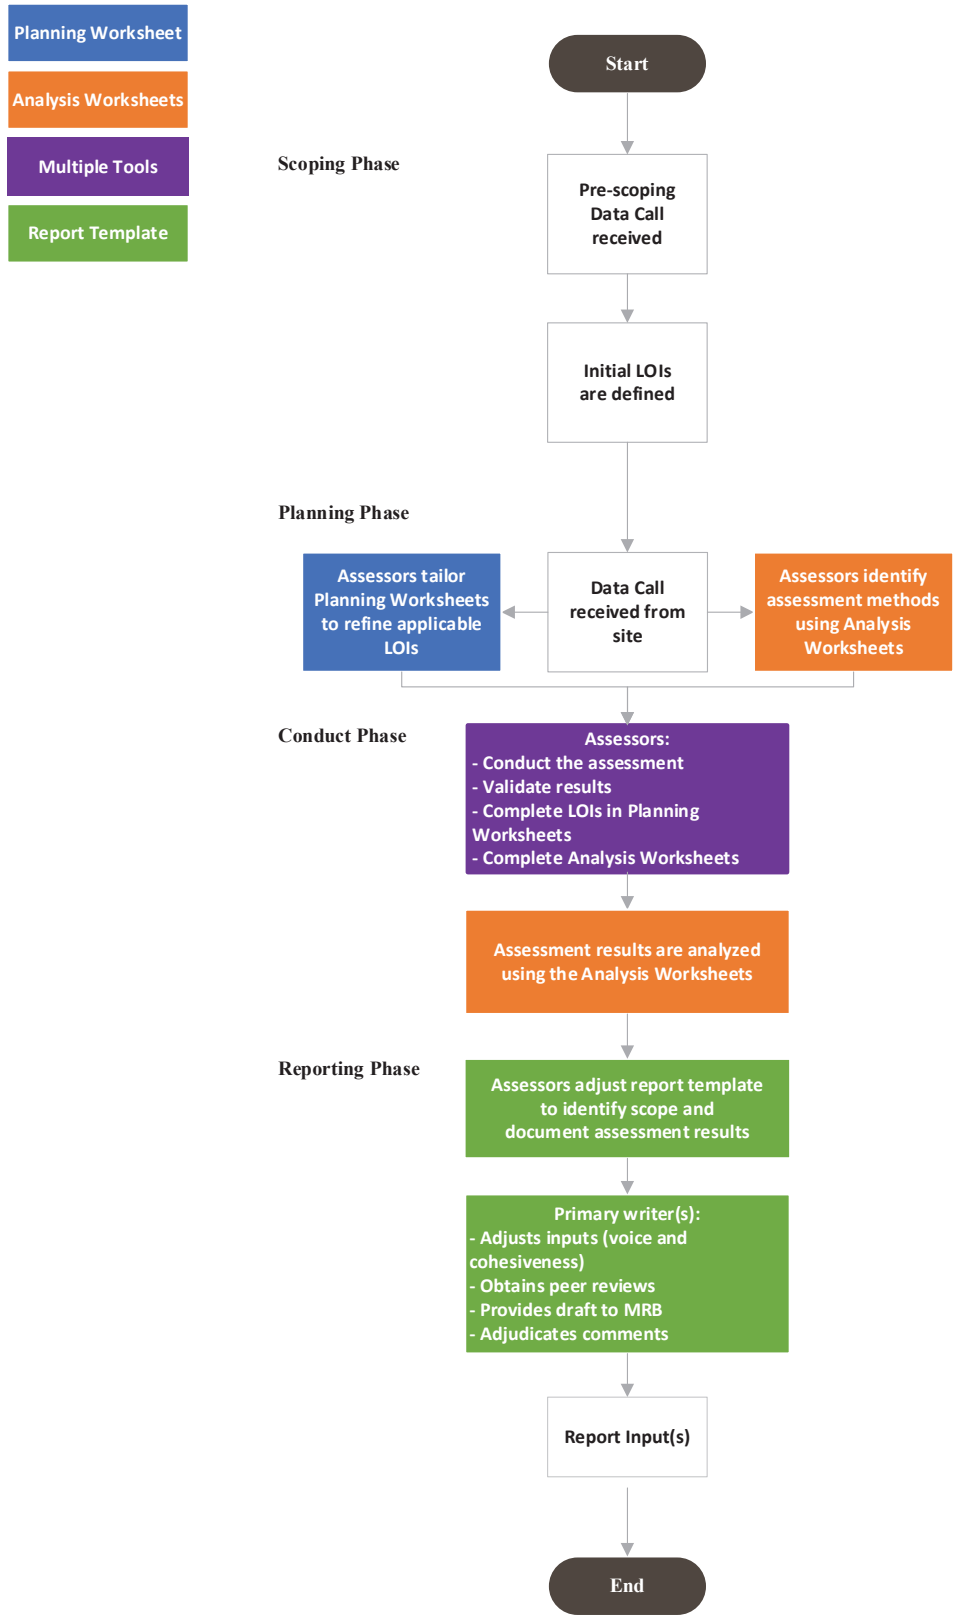 Planning Worksheet
Analysis Worksheets
Multiple Tools
Report Template
Start
Scoping Phase
Pre-scoping
Data Call
received
Initial LOIs
are defined
Planning Phase
Assessors tailor
Planning Worksheets
to refine applicable
LOIs
Data Call
received from
site
Assessors identify
assessment methods
using Analysis
Worksheets
Conduct Phase
Assessors:
- Conduct the assessment
- Validate results
- Complete LOIs in Planning
Worksheets
- Complete Analysis Worksheets
Assessment results are analyzed
using the Analysis Worksheets
Reporting Phase
Assessors adjust report template
to identify scope and
document assessment results
Primary writer(s):
- Adjusts inputs (voice and
cohesiveness)
- Obtains peer reviews
- Provides draft to MRB
- Adjudicates comments
Report Input(s)
End